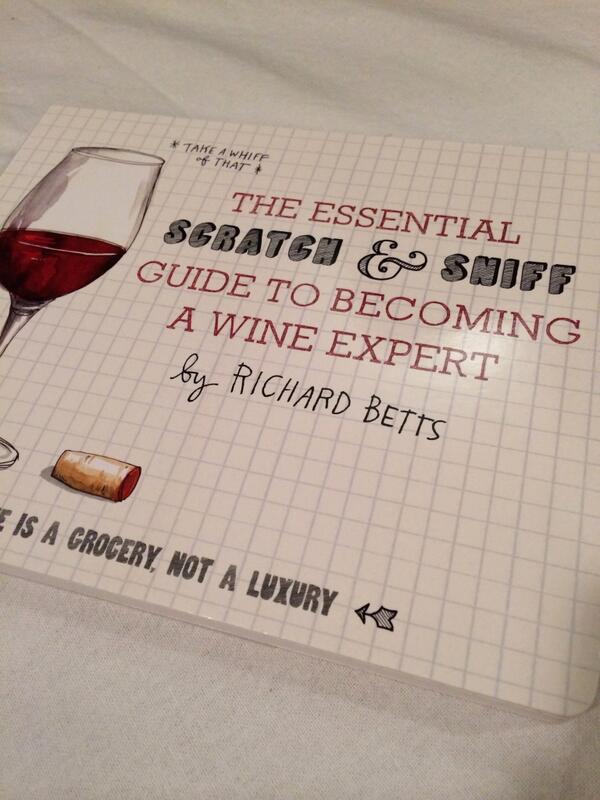 * TAKE A WHIFF
of THAT *
THE ESSENTIAL
SCRATCH & SNIFF
GUIDE TO BECOMING
A WINE EXPERT
by RICHARD BETTS
IS A GROCERY, NOT A LUXURY